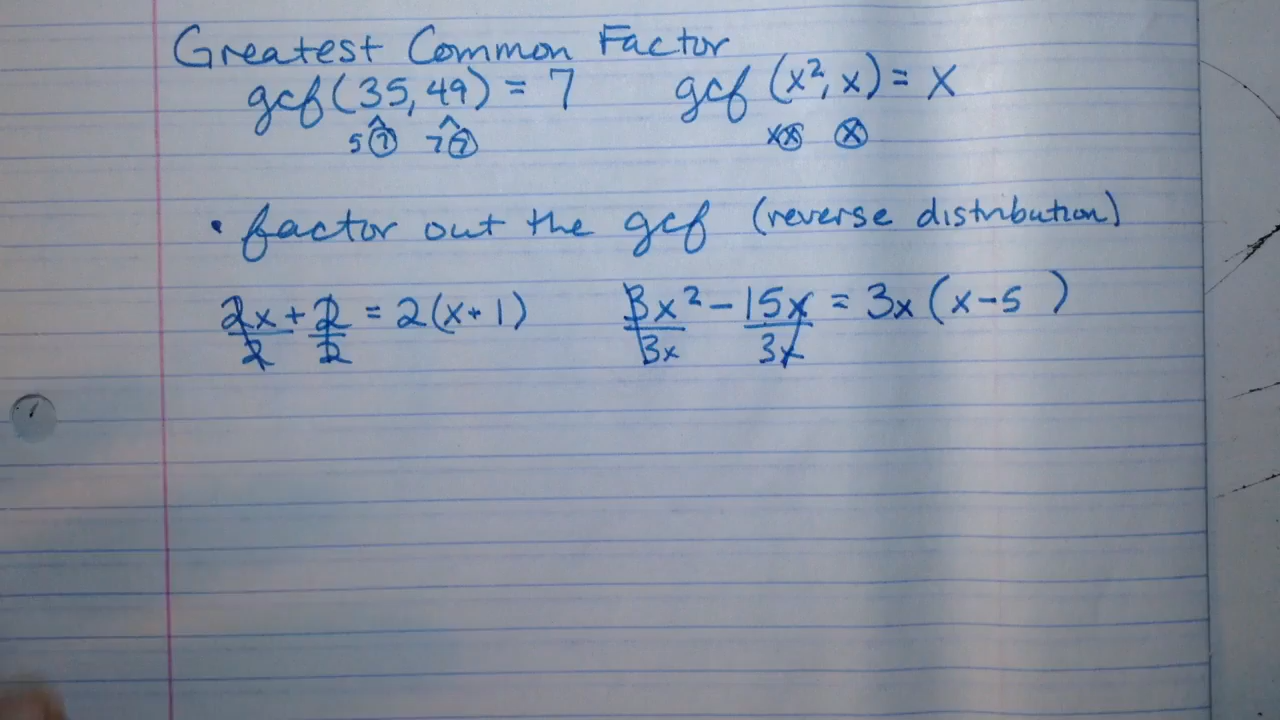 Greatest Common Factor
gcf(35,49) = 7 gcf (x², x) = x
5 7 7 7 x x x
• factor out the gcf (reverse distribution)
2x + 2 = 2(x+1) 3x² - 15x = 3x (x-5 )
2 2 3x 3x